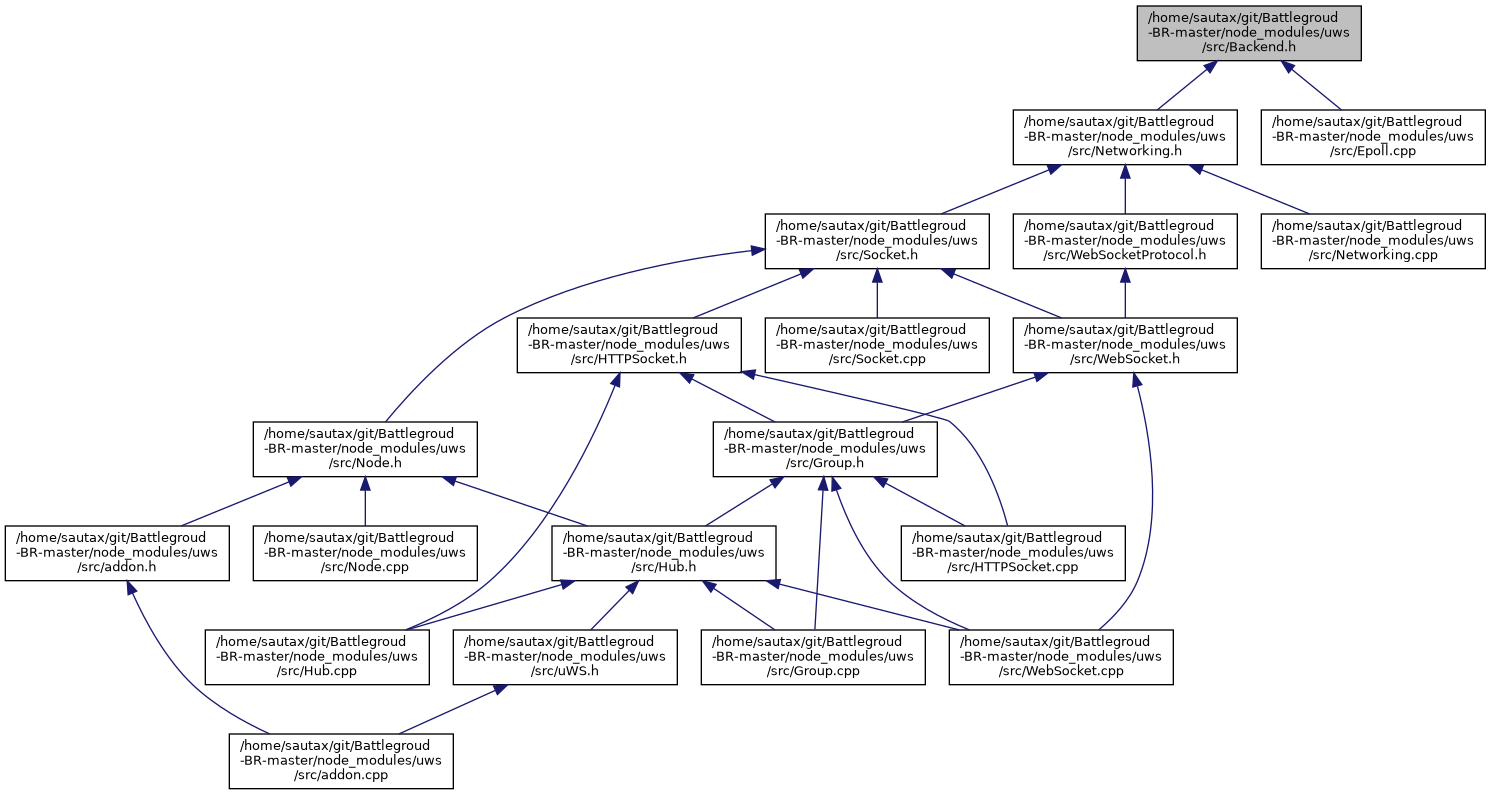 /home/sautax/git/Battlegroud
-BR-master/node_modules/uws
/src/Backend.h
/home/sautax/git/Battlegroud
-BR-master/node_modules/uws
/src/Networking.h
/home/sautax/git/Battlegroud
-BR-master/node_modules/uws
/src/Epoll.cpp
/home/sautax/git/Battlegroud
-BR-master/node_modules/uws
/src/Socket.h
/home/sautax/git/Battlegroud
-BR-master/node_modules/uws
/src/WebSocketProtocol.h
/home/sautax/git/Battlegroud
-BR-master/node_modules/uws
/src/Networking.cpp
/home/sautax/git/Battlegroud
-BR-master/node_modules/uws
/src/HTTPSocket.h
/home/sautax/git/Battlegroud
-BR-master/node_modules/uws
/src/Socket.cpp
/home/sautax/git/Battlegroud
-BR-master/node_modules/uws
/src/WebSocket.h
/home/sautax/git/Battlegroud
-BR-master/node_modules/uws
/src/Node.h
/home/sautax/git/Battlegroud
-BR-master/node_modules/uws
/src/Group.h
/home/sautax/git/Battlegroud
-BR-master/node_modules/uws
/src/addon.h
/home/sautax/git/Battlegroud
-BR-master/node_modules/uws
/src/Node.cpp
/home/sautax/git/Battlegroud
-BR-master/node_modules/uws
/src/Hub.h
/home/sautax/git/Battlegroud
-BR-master/node_modules/uws
/src/HTTPSocket.cpp
/home/sautax/git/Battlegroud
-BR-master/node_modules/uws
/src/Hub.cpp
/home/sautax/git/Battlegroud
-BR-master/node_modules/uws
/src/uWS.h
/home/sautax/git/Battlegroud
-BR-master/node_modules/uws
/src/Group.cpp
/home/sautax/git/Battlegroud
-BR-master/node_modules/uws
/src/WebSocket.cpp
/home/sautax/git/Battlegroud
-BR-master/node_modules/uws
/src/addon.cpp